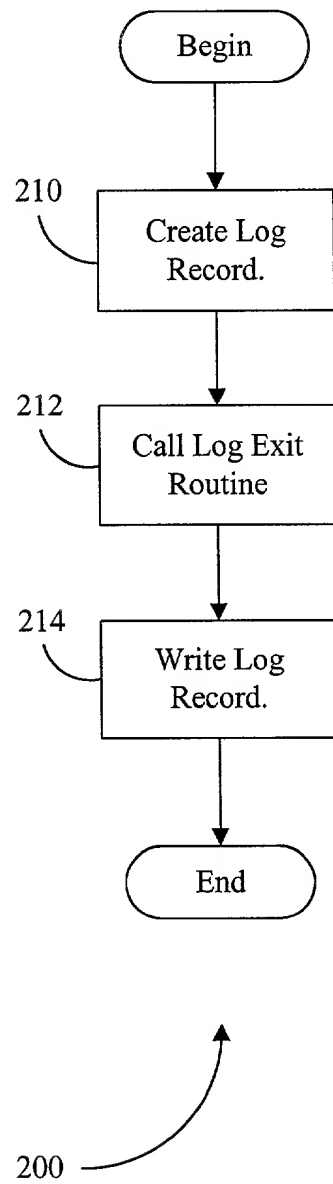 Begin
210
Create Log
Record.
212
Call Log Exit
Routine
214
Write Log
Record.
End
200